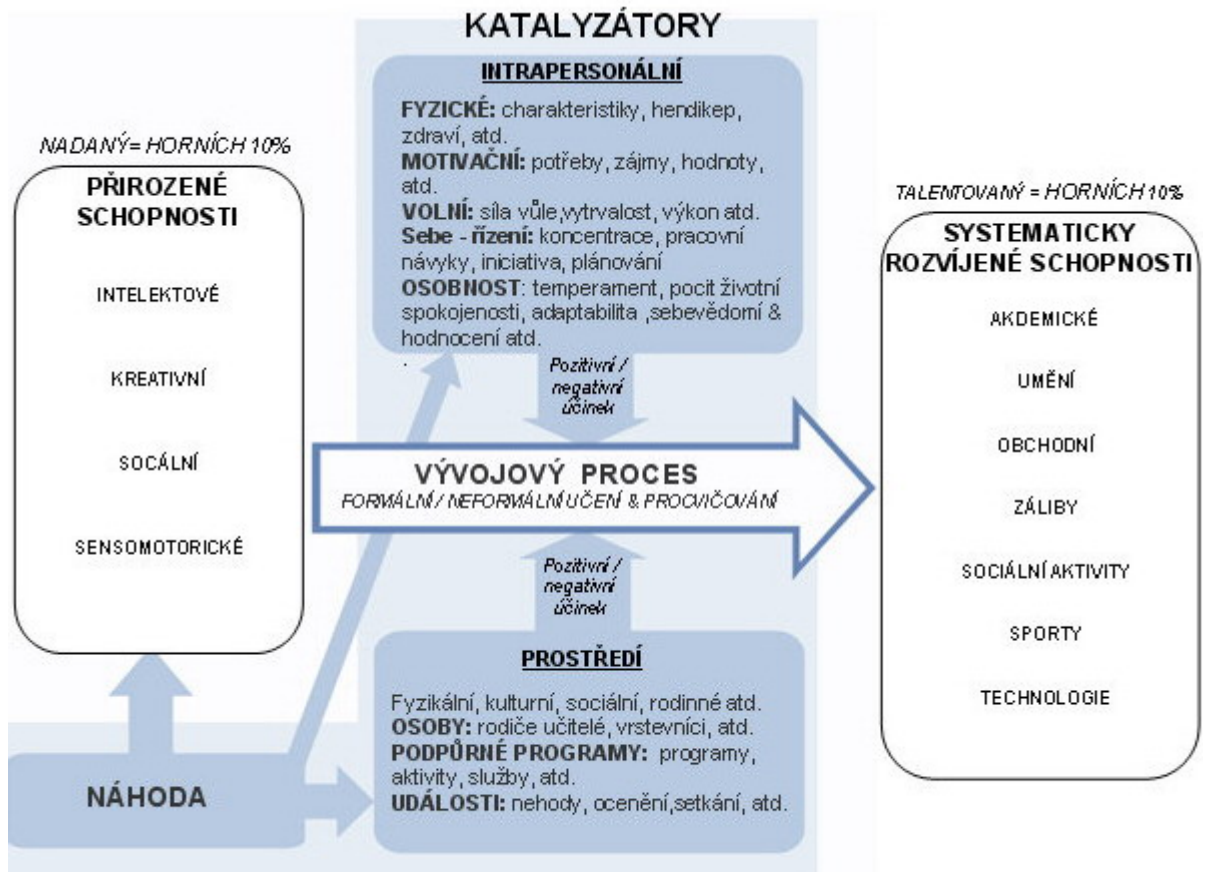 KATALYZÁTORY
INTRAPERSONÁLNÍ
FYZICKÉ: charakteristiky, hendikep,
zdraví, atd.
MOTIVAČNÍ: potřeby, zájmy, hodnoty,
atd.
VOLNÍ: síla vůle,vytrvalost, výkon atd.
Sebe - řízení: koncentrace, pracovní
návyky, iniciativa, plánování
OSOBNOST: temperament, pocit životní
spokojenosti, adaptabilita ,sebevědomí &
hodnocení atd.
.
NADANÝ= HORNÍCH 10%
PŘIROZENÉ
SCHOPNOSTI
INTELEKTOVÉ
KREATIVNÍ
SOCÁLNÍ
SENSOMOTORICKÉ
Pozitivní /
negativní
účinek
VÝVOJOVÝ PROCES
FORMÁLNÍ / NEFORMÁLNÍ UČENÍ & PROCVIČOVÁNÍ
Pozitivní /
negativní
účinek
PROSTŘEDÍ
Fyzikální, kulturní, sociální, rodinné atd.
OSOBY: rodiče učitelé, vrstevníci, atd.
PODPŮRNÉ PROGRAMY: programy,
aktivity, služby, atd.
UDÁLOSTI: nehody, ocenění,setkání, atd.
NÁHODA
TALENTOVANÝ = HORNÍCH 10%
SYSTEMATICKY
ROZVÍJENÉ SCHOPNOSTI
AKDEMICKÉ
UMĚNÍ
OBCHODNÍ
ZÁLIBY
SOCIÁLNÍ AKTIVITY
SPORTY
TECHNOLOGIE